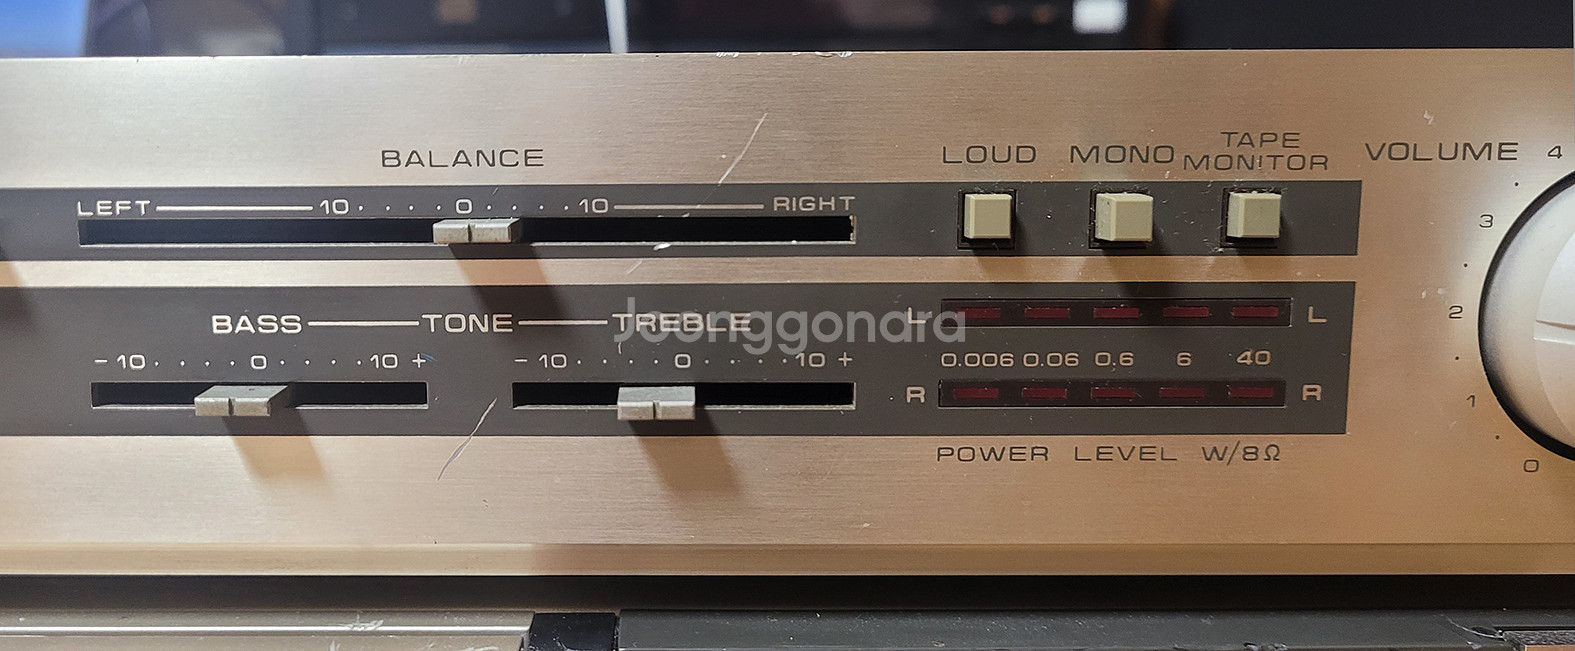 BALANCE
LEFT 10 · · · · 0 · · · · 10 RIGHT
LOUD
MONO
TAPE MONITOR
VOLUME
4
3
2
1
0
BASS TONE TREBLE
- 10 · · · · 0 · · · · 10 +
- 10 · · · · 0 · · · · 10 +
L L
0.006 0.06 0.6 6 40
R R
POWER LEVEL W/8Ω
Joonggonara